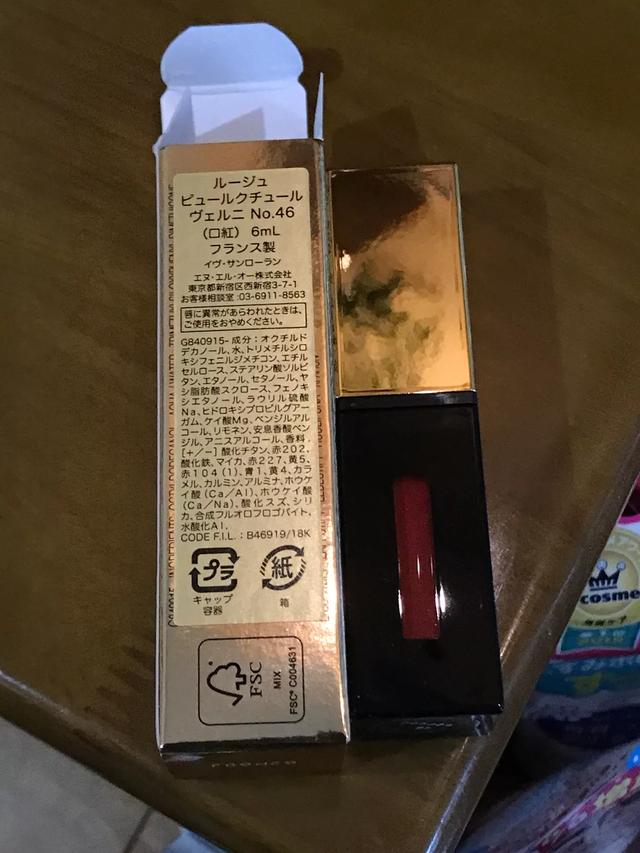 ルージュ
ピュールクチュール
ヴェルニ No.46
(口紅) 6mL
フランス製
イヴ・サンローラン
エヌ・エル・オー株式会社
東京都新宿区西新宿3-7-1
お客様相談室:03-6911-8563
唇に異常があらわれたときは、
ご使用をおやめください。
G840915- 成分:オクチルド
デカノール、水、トリメチルシロ
キシフェニルジメチコン、エチル
セルロース、ステアリン酸ソルビ
タン、エタノール、セタノール、ヤ
シ脂肪酸スクロース、フェノキ
シエタノール、ラウリル硫酸
Na、ヒドロキシプロピルグアー
ガム、ケイ酸Mg、ベンジルアル
コール、リモネン、安息香酸ベン
ジル、アニスアルコール、香料、
[+/-] 酸化チタン、赤202、
酸化鉄、マイカ、赤227、黄5、
赤104 (1)、青1、黄4、カラ
メル、カルミン、アルミナ、ホウケ
イ酸 (Ca/Al)、ホウケイ酸
(Ca/Na)、酸化スズ、シリ
カ、合成フルオロフロゴパイト、
水酸化Al.
CODE F.I.L. : B46919/18K
プラ
紙
キャップ
容器
箱
FSC
MIX
FSC® C004631
cosme